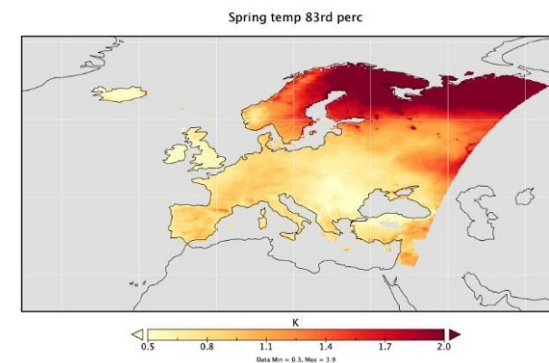 Spring temp 83rd perc
K
0.5 0.8 1.1 1.4 1.7 2.0
Data Min = 0.3, Max = 3.9